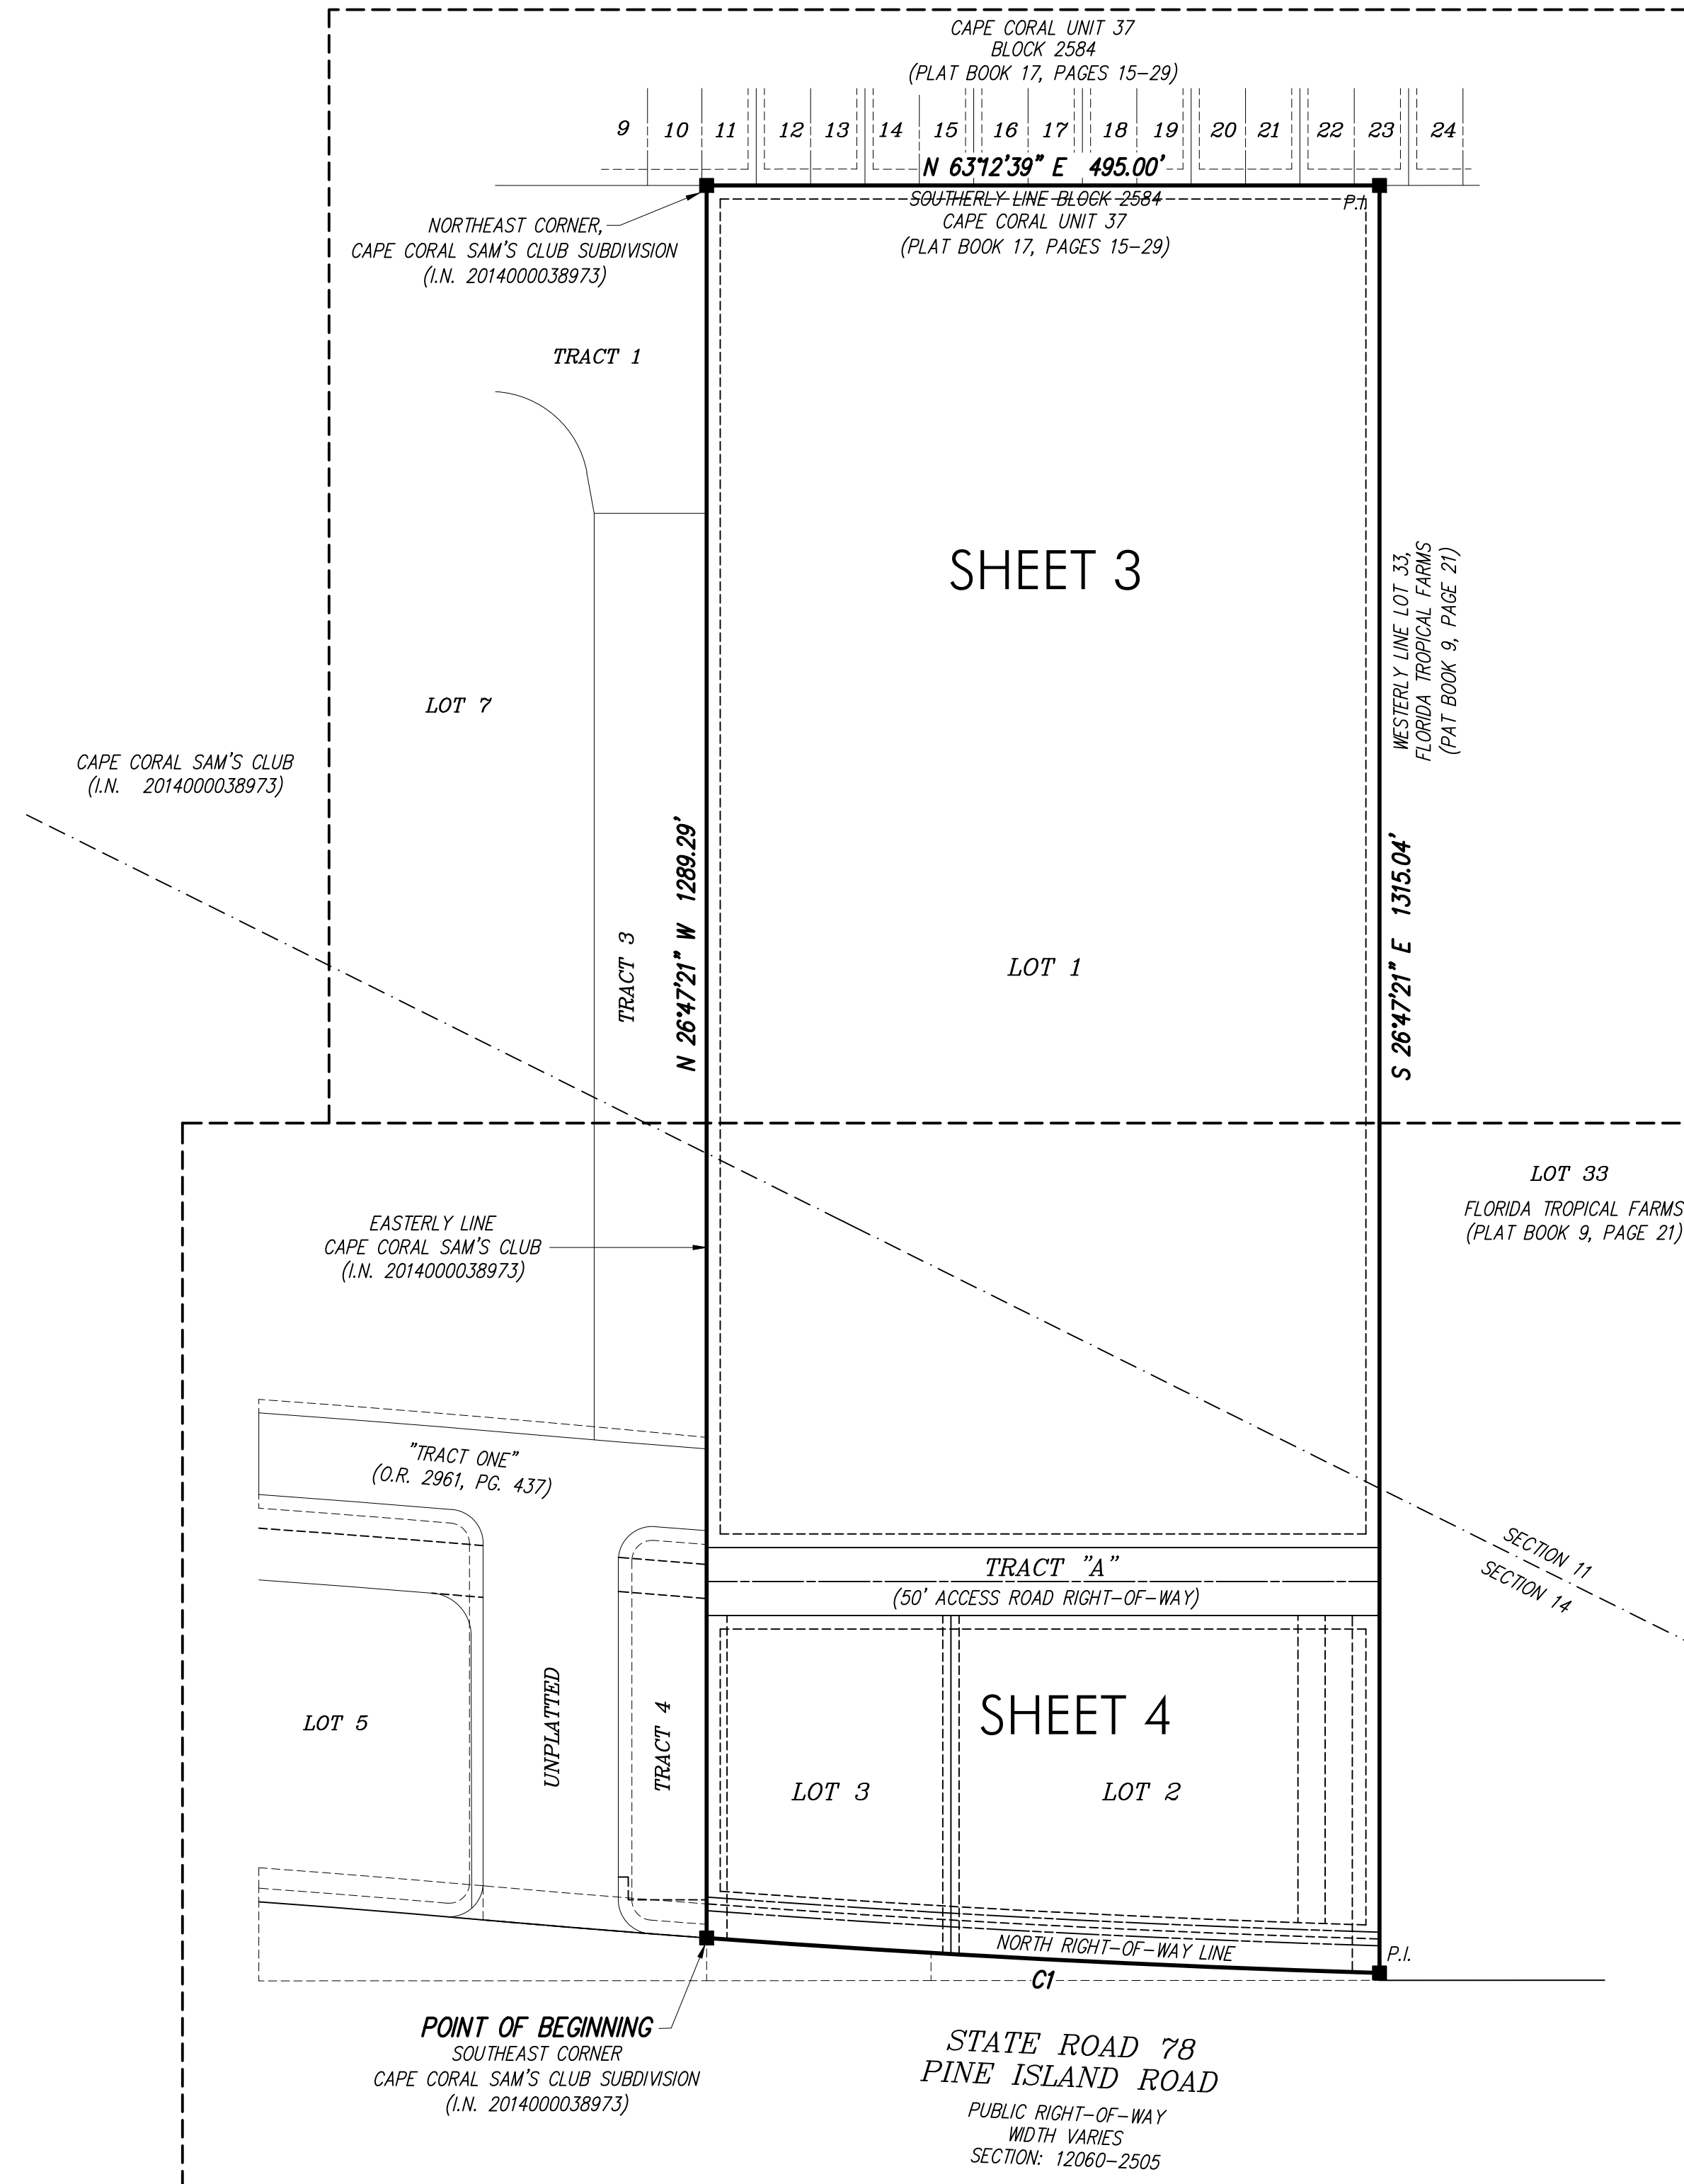 CAPE CORAL UNIT 37
BLOCK 2584
(PLAT BOOK 17, PAGES 15-29)
9 10 11 12 13 14 15 16 17 18 19 20 21 22 23 24
N 63°12'39" E 495.00'
SOUTHERLY LINE BLOCK 2584
CAPE CORAL UNIT 37
(PLAT BOOK 17, PAGES 15-29)
P.I.
NORTHEAST CORNER,
CAPE CORAL SAM'S CLUB SUBDIVISION
(I.N. 2014000038973)
TRACT 1
SHEET 3
WESTERLY LINE LOT 33,
FLORIDA TROPICAL FARMS
(PAT BOOK 9, PAGE 21)
LOT 7
CAPE CORAL SAM'S CLUB
(I.N. 2014000038973)
N 26°47'21" W 1289.29'
S 26°47'21" E 1315.04'
TRACT 3
LOT 1
LOT 33
FLORIDA TROPICAL FARMS
(PLAT BOOK 9, PAGE 21)
EASTERLY LINE
CAPE CORAL SAM'S CLUB
(I.N. 2014000038973)
"TRACT ONE"
(O.R. 2961, PG. 437)
SECTION 11
SECTION 14
TRACT "A"
(50' ACCESS ROAD RIGHT-OF-WAY)
LOT 5
UNPLATTED
TRACT 4
SHEET 4
LOT 3
LOT 2
NORTH RIGHT-OF-WAY LINE
P.I.
C1
POINT OF BEGINNING
SOUTHEAST CORNER
CAPE CORAL SAM'S CLUB SUBDIVISION
(I.N. 2014000038973)
STATE ROAD 78
PINE ISLAND ROAD
PUBLIC RIGHT-OF-WAY
WIDTH VARIES
SECTION: 12060-2505